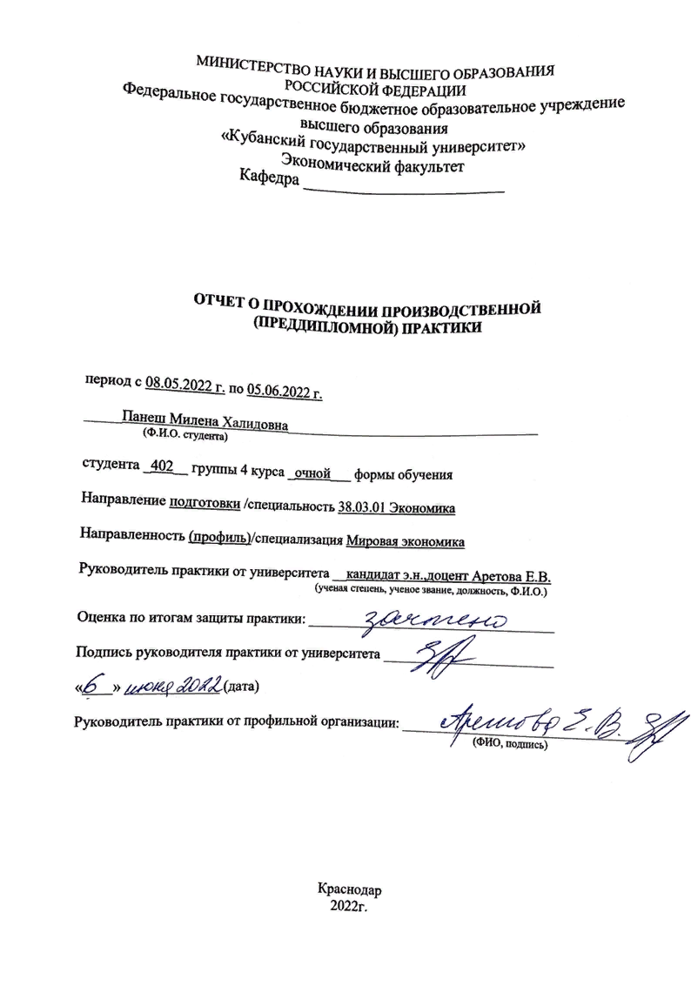 МИНИСТЕРСТВО НАУКИ И ВЫСШЕГО ОБРАЗОВАНИЯ
РОССИЙСКОЙ ФЕДЕРАЦИИ
Федеральное государственное бюджетное образовательное учреждение
высшего образования
«Кубанский государственный университет»
Экономический факультет
Кафедра
ОТЧЕТ О ПРОХОЖДЕНИИ ПРОИЗВОДСТВЕННОЙ
(ПРЕДДИПЛОМНОЙ) ПРАКТИКИ
период с 08.05.2022 г. по 05.06.2022 г.
Панеш Милена Халидовна
(Ф.И.О. студента)
студента 402 группы 4 курса очной формы обучения
Направление подготовки /специальность 38.03.01 Экономика
Направленность (профиль)/специализация Мировая экономика
Руководитель практики от университета кандидат э.н.,доцент Аретова Е.В.
(ученая степень, ученое звание, должность, Ф.И.О.)
Оценка по итогам защиты практики: зачтено
Подпись руководителя практики от университета
«6» июня 2022 (дата)
Руководитель практики от профильной организации: Аретова Е.В.
(ФИО, подпись)
Краснодар
2022г.